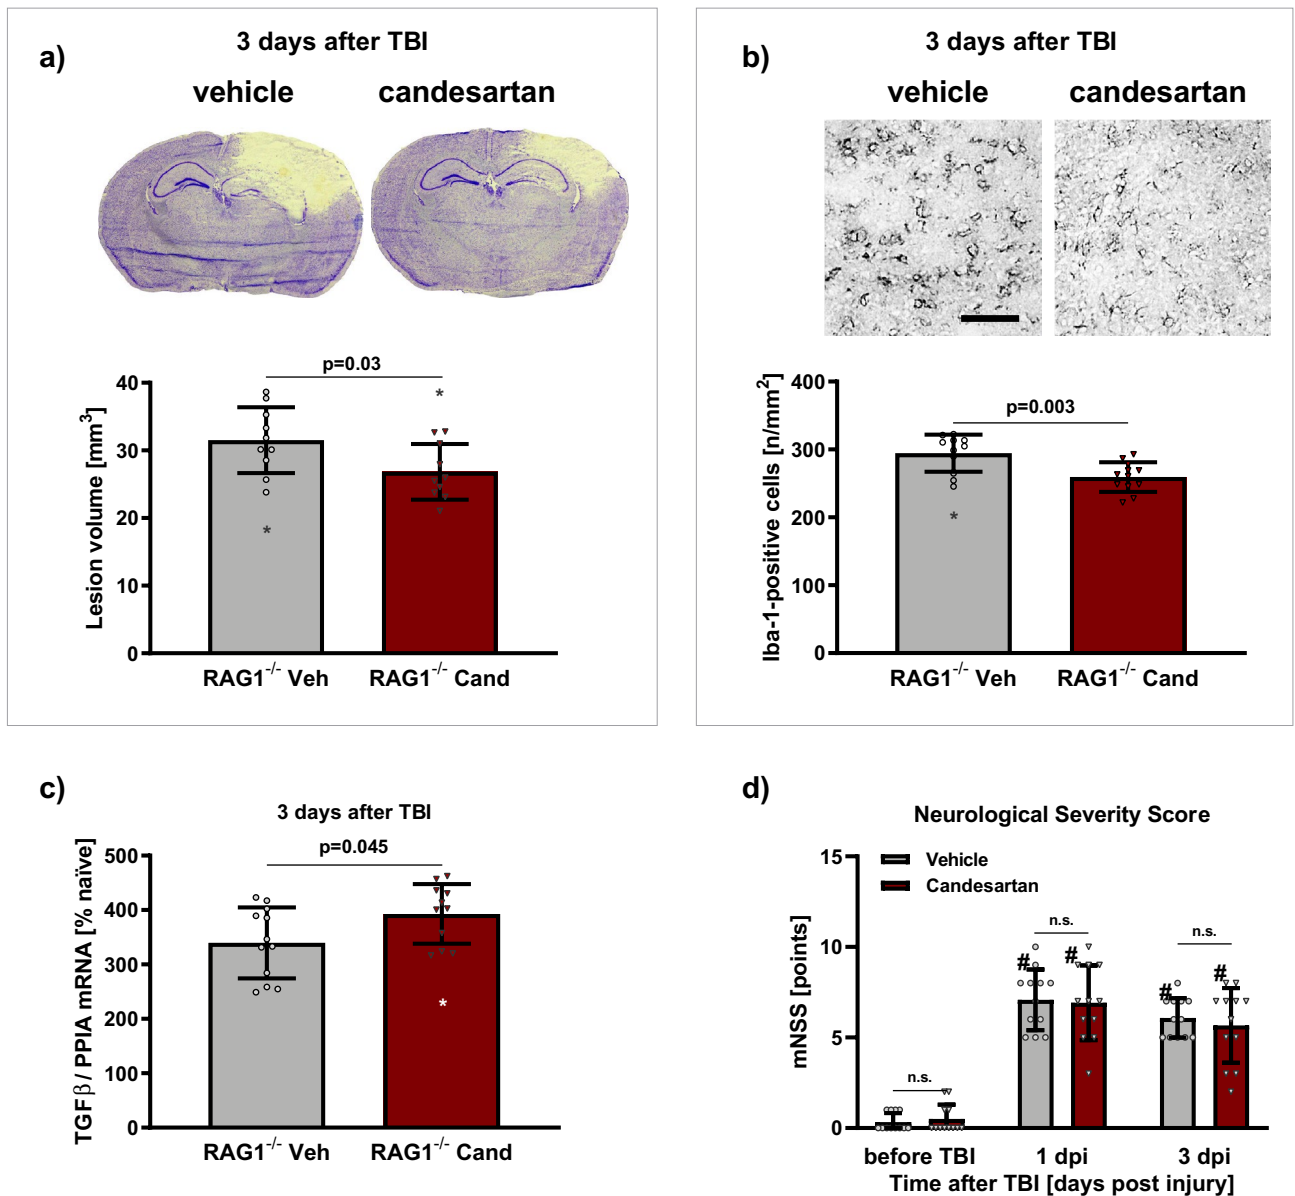 a)
3 days after TBI
vehicle
candesartan
p=0.03
*
*
Lesion volume [mm³]
40
30
20
10
0
RAG1⁻/⁻ Veh
RAG1⁻/⁻ Cand
b)
3 days after TBI
vehicle
candesartan
p=0.003
*
Iba-1-positive cells [n/mm²]
400
300
200
100
0
RAG1⁻/⁻ Veh
RAG1⁻/⁻ Cand
c)
3 days after TBI
p=0.045
*
TGFβ/ PPIA mRNA [% naïve]
500
400
300
200
100
0
RAG1⁻/⁻ Veh
RAG1⁻/⁻ Cand
d)
Neurological Severity Score
Vehicle
Candesartan
mNSS [points]
15
10
5
0
n.s.
n.s.
n.s.
#
#
#
#
before TBI
1 dpi
3 dpi
Time after TBI [days post injury]